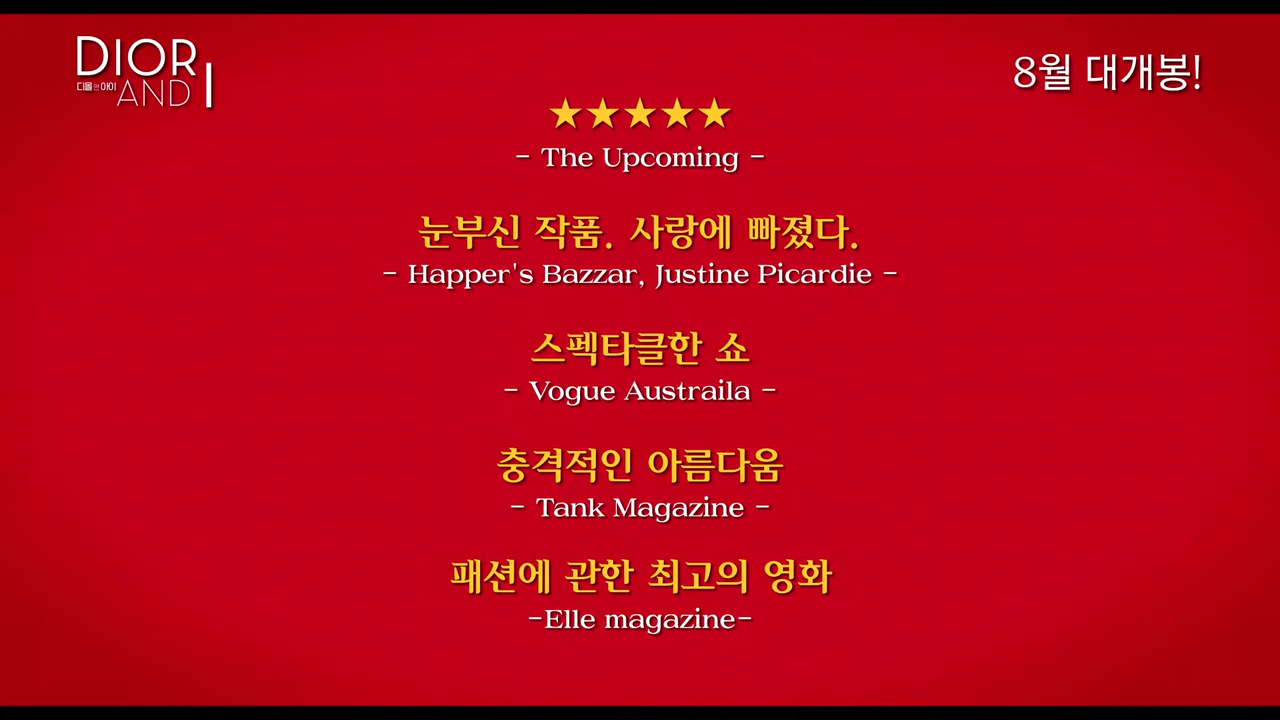 DIOR
디올앤아이
AND I
8월 대개봉!
★★★★★
- The Upcoming -
눈부신 작품. 사랑에 빠졌다.
- Happer's Bazzar, Justine Picardie -
스펙타클한 쇼
- Vogue Austraila -
충격적인 아름다움
- Tank Magazine -
패션에 관한 최고의 영화
-Elle magazine-